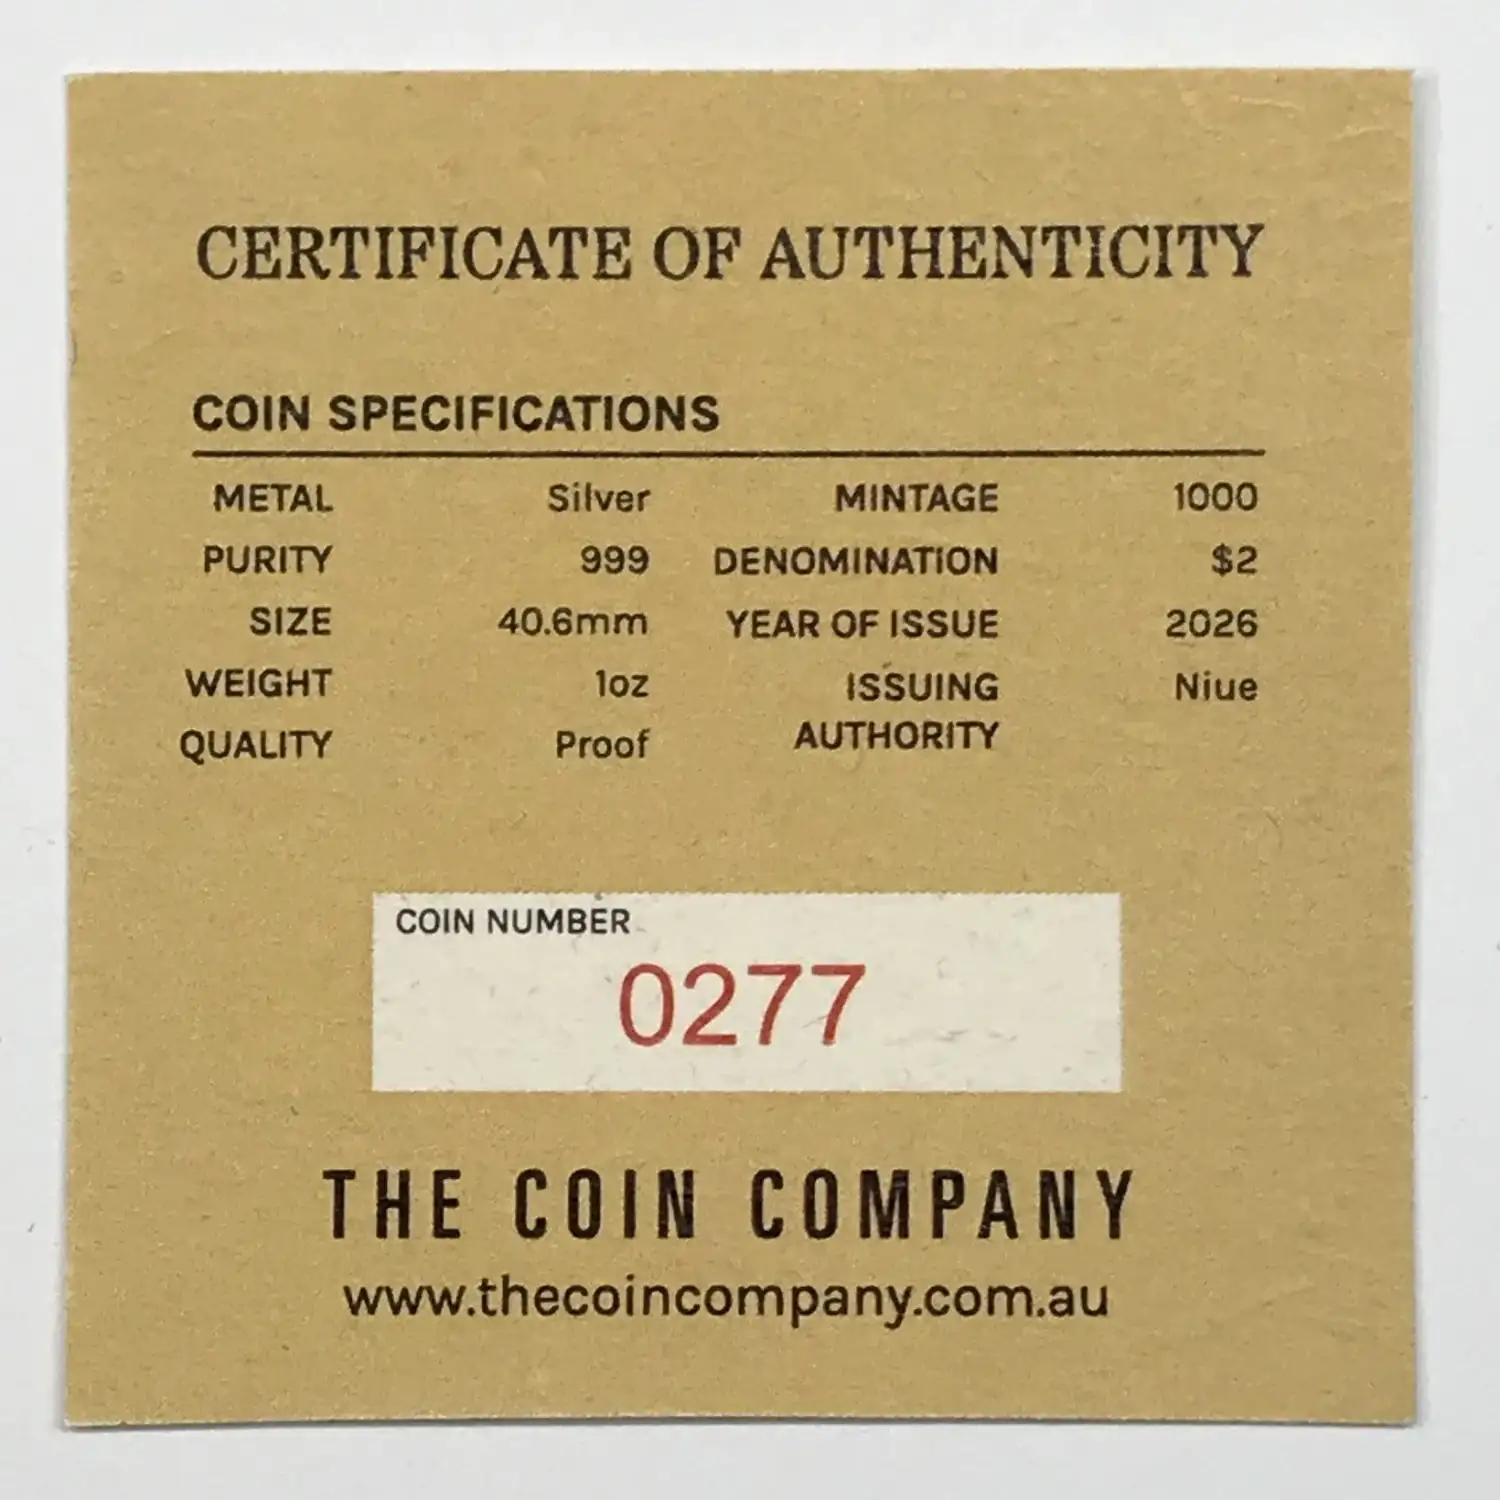 CERTIFICATE OF AUTHENTICITY
COIN SPECIFICATIONS
METAL Silver MINTAGE 1000
PURITY 999 DENOMINATION $2
SIZE 40.6mm YEAR OF ISSUE 2026
WEIGHT 1oz ISSUING Niue
QUALITY Proof AUTHORITY
COIN NUMBER
0277
THE COIN COMPANY
www.thecoincompany.com.au